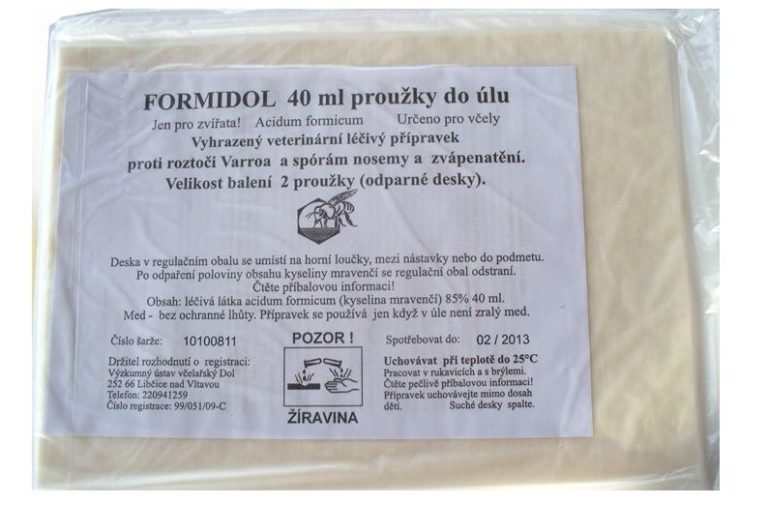 FORMIDOL 40 ml proužky do úlu
Jen pro zvířata! Acidum formicum Určeno pro včely
Vyhrazený veterinární léčivý přípravek
proti roztoči Varroa a spórám nosemy a zvápenatění.
Velikost balení 2 proužky (odparné desky).
Deska v regulačním obalu se umístí na horní loučky, mezi nástavky nebo do podmetu.
Po odpaření poloviny obsahu kyseliny mravenčí se regulační obal odstraní.
Čtěte příbalovou informaci!
Obsah: léčivá látka acidum formicum (kyselina mravenčí) 85% 40 ml.
Med - bez ochranné lhůty. Přípravek se používá jen když v úle není zralý med.
Číslo šarže: 10100811
Držitel rozhodnutí o registraci:
Výzkumný ústav včelařský Dol
252 66 Libčice nad Vltavou
Telefon: 220941259
Číslo registrace: 99/051/09-C
POZOR !
ŽÍRAVINA
Spotřebovat do: 02 / 2013
Uchovávat při teplotě do 25°C
Pracovat v rukavicích a s brýlemi.
Čtěte pečlivě příbalovou informaci!
Přípravek uchovávejte mimo dosah
dětí. Suché desky spalte.